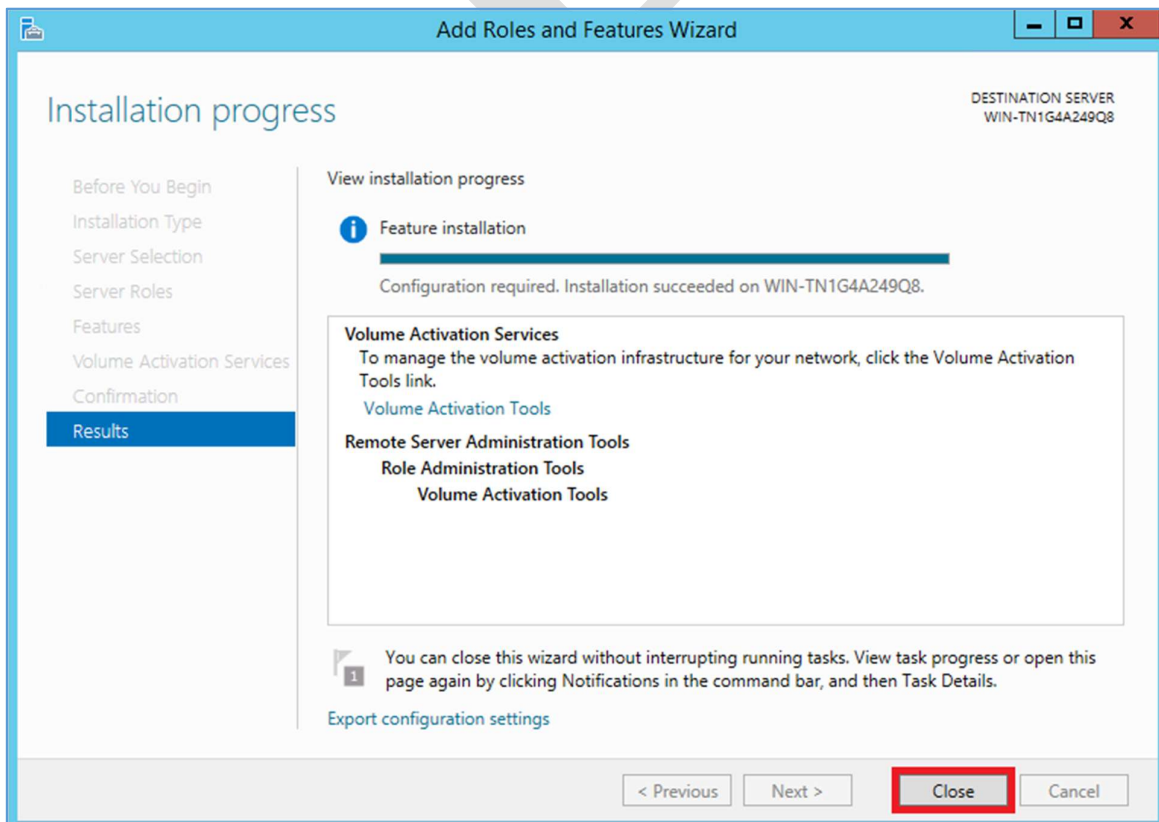 Add Roles and Features Wizard
Installation progress
DESTINATION SERVER
WIN-TN1G4A249Q8
Before You Begin
Installation Type
Server Selection
Server Roles
Features
Volume Activation Services
Confirmation
Results
View installation progress
Feature installation
Configuration required. Installation succeeded on WIN-TN1G4A249Q8.
Volume Activation Services
To manage the volume activation infrastructure for your network, click the Volume Activation
Tools link.
Volume Activation Tools
Remote Server Administration Tools
Role Administration Tools
Volume Activation Tools
1
You can close this wizard without interrupting running tasks. View task progress or open this
page again by clicking Notifications in the command bar, and then Task Details.
Export configuration settings
< Previous
Next >
Close
Cancel